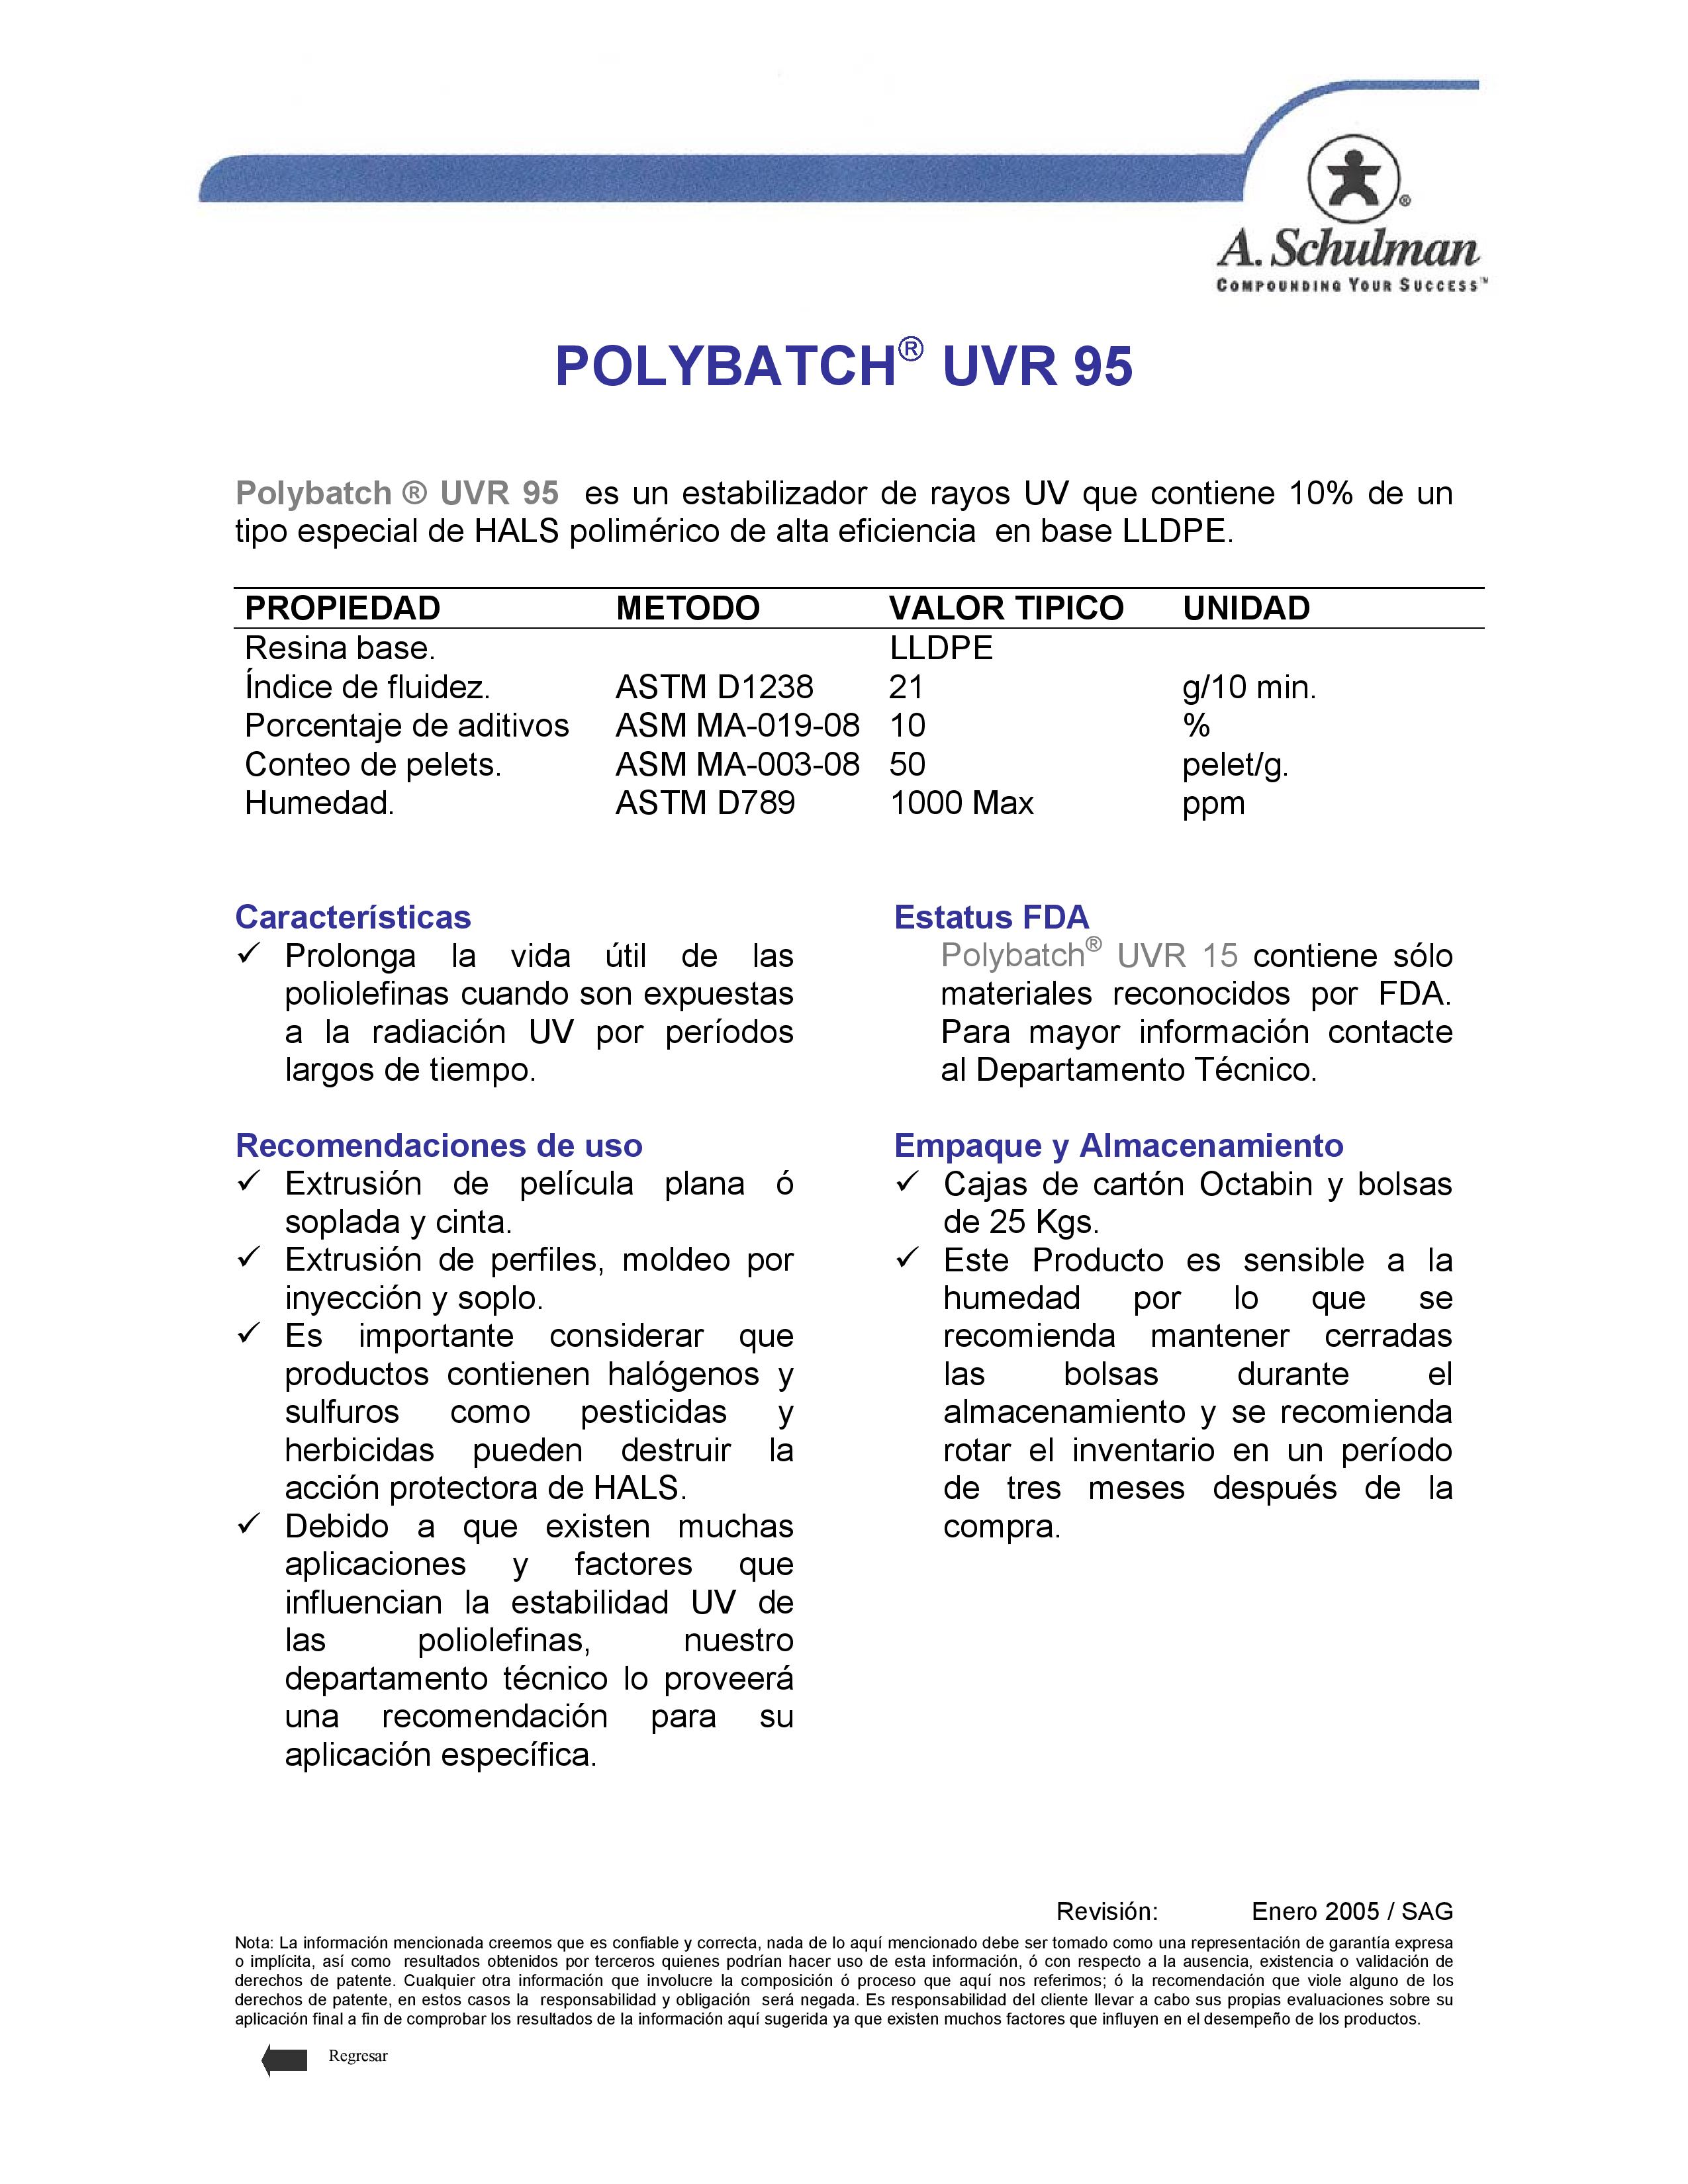 A. Schulman
COMPOUNDING YOUR SUCCESS™
POLYBATCH® UVR 95
Polybatch ® UVR 95 es un estabilizador de rayos UV que contiene 10% de un
tipo especial de HALS polimérico de alta eficiencia en base LLDPE.
PROPIEDAD METODO VALOR TIPICO UNIDAD
Resina base. LLDPE
Índice de fluidez. ASTM D1238 21 g/10 min.
Porcentaje de aditivos ASM MA-019-08 10 %
Conteo de pelets. ASM MA-003-08 50 pelet/g.
Humedad. ASTM D789 1000 Max ppm
Características
✓ Prolonga la vida útil de las
poliolefinas cuando son expuestas
a la radiación UV por períodos
largos de tiempo.
Recomendaciones de uso
✓ Extrusión de película plana ó
soplada y cinta.
✓ Extrusión de perfiles, moldeo por
inyección y soplo.
✓ Es importante considerar que
productos contienen halógenos y
sulfuros como pesticidas y
herbicidas pueden destruir la
acción protectora de HALS.
✓ Debido a que existen muchas
aplicaciones y factores que
influencian la estabilidad UV de
las poliolefinas, nuestro
departamento técnico lo proveerá
una recomendación para su
aplicación específica.
Estatus FDA
Polybatch® UVR 15 contiene sólo
materiales reconocidos por FDA.
Para mayor información contacte
al Departamento Técnico.
Empaque y Almacenamiento
✓ Cajas de cartón Octabin y bolsas
de 25 Kgs.
✓ Este Producto es sensible a la
humedad por lo que se
recomienda mantener cerradas
las bolsas durante el
almacenamiento y se recomienda
rotar el inventario en un período
de tres meses después de la
compra.
Revisión: Enero 2005 / SAG
Nota: La información mencionada creemos que es confiable y correcta, nada de lo aquí mencionado debe ser tomado como una representación de garantía expresa
o implícita, así como resultados obtenidos por terceros quienes podrían hacer uso de esta información, ó con respecto a la ausencia, existencia o validación de
derechos de patente. Cualquier otra información que involucre la composición ó proceso que aquí nos referimos; ó la recomendación que viole alguno de los
derechos de patente, en estos casos la responsabilidad y obligación será negada. Es responsabilidad del cliente llevar a cabo sus propias evaluaciones sobre su
aplicación final a fin de comprobar los resultados de la información aquí sugerida ya que existen muchos factores que influyen en el desempeño de los productos.
Regresar